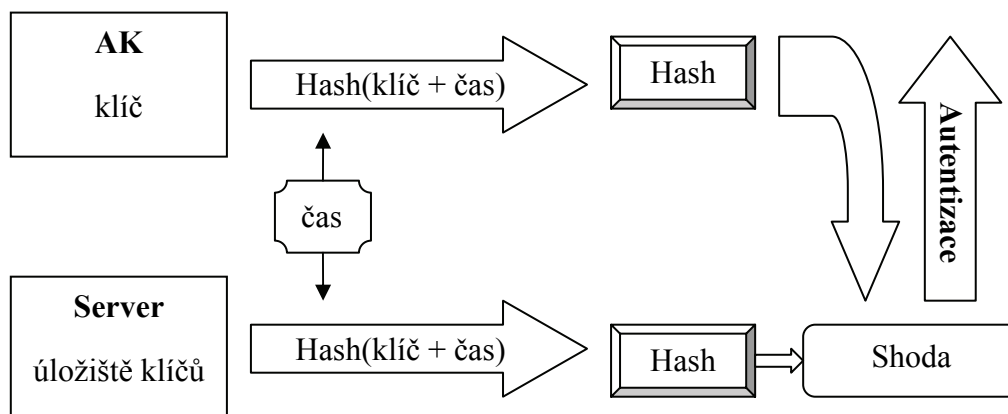 AK
klíč
Hash(klíč + čas)
Hash
Autentizace
čas
Server
úložiště klíčů
Hash(klíč + čas)
Hash
Shoda